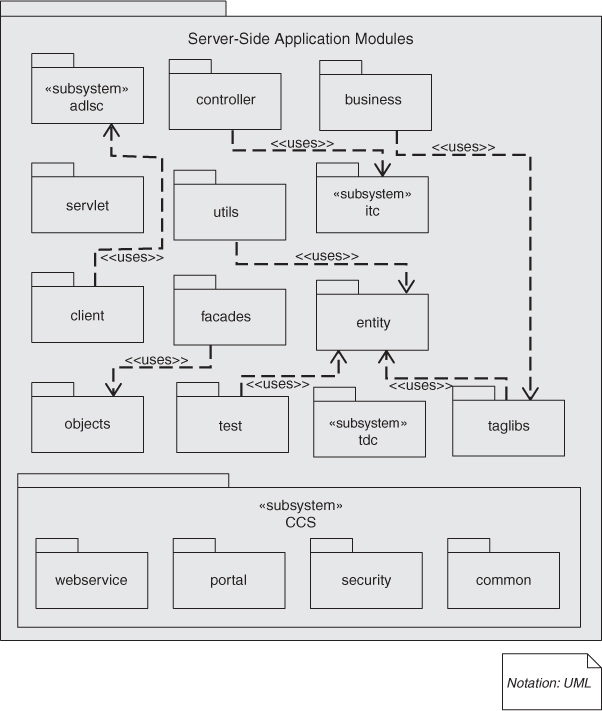 Server-Side Application Modules
«subsystem»
adlsc
controller
business
<<uses>>
<<uses>>
servlet
utils
«subsystem»
itc
<<uses>>
<<uses>>
client
facades
entity
<<uses>>
<<uses>>
<<uses>>
objects
test
«subsystem»
tdc
taglibs
«subsystem»
CCS
webservice
portal
security
common
Notation: UML